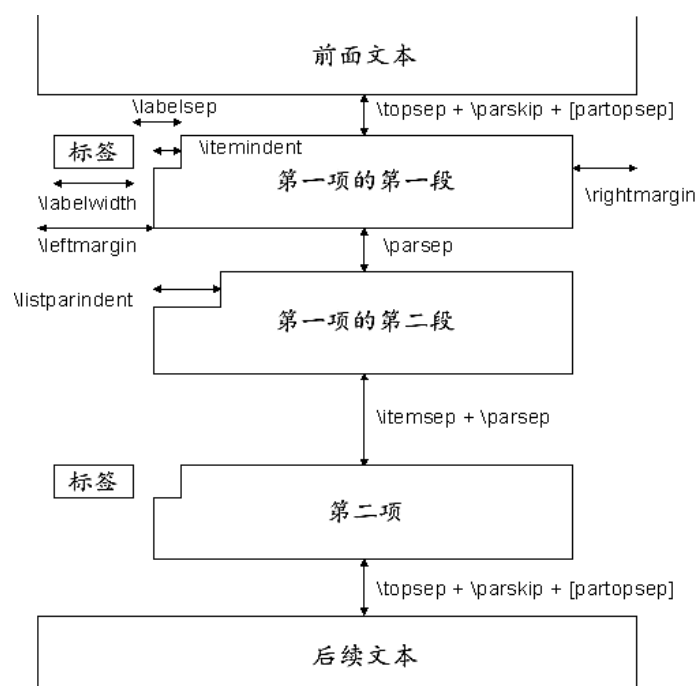 前面文本
\labelsep
\topsep + \parskip + [partopsep]
标签
\itemindent
第一项的第一段
\labelwidth
\rightmargin
\leftmargin
\parsep
\listparindent
第一项的第二段
\itemsep + \parsep
标签
第二项
\topsep + \parskip + [partopsep]
后续文本